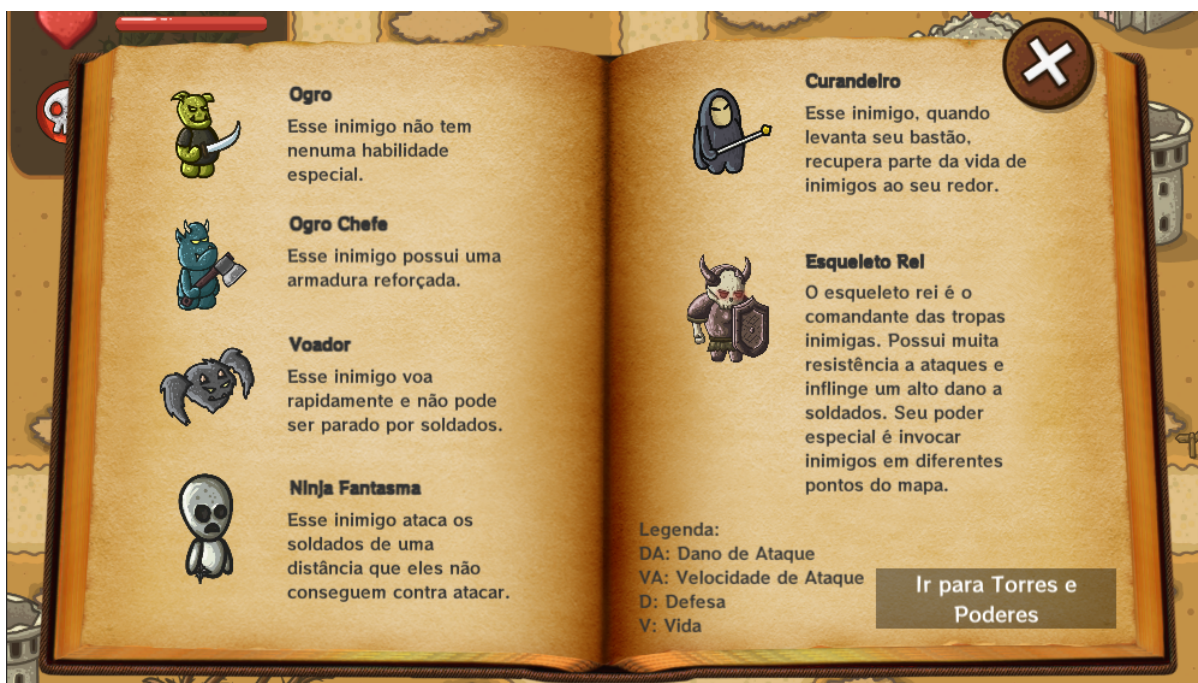 Ogro
Esse inimigo não tem
nenuma habilidade
especial.
Ogro Chefe
Esse inimigo possui uma
armadura reforçada.
Voador
Esse inimigo voa
rapidamente e não pode
ser parado por soldados.
Ninja Fantasma
Esse inimigo ataca os
soldados de uma
distância que eles não
conseguem contra atacar.
Curandeiro
Esse inimigo, quando
levanta seu bastão,
recupera parte da vida de
inimigos ao seu redor.
Esqueleto Rei
O esqueleto rei é o
comandante das tropas
inimigas. Possui muita
resistência a ataques e
inflinge um alto dano a
soldados. Seu poder
especial é invocar
inimigos em diferentes
pontos do mapa.
Legenda:
DA: Dano de Ataque
VA: Velocidade de Ataque
D: Defesa
V: Vida
Ir para Torres e
Poderes